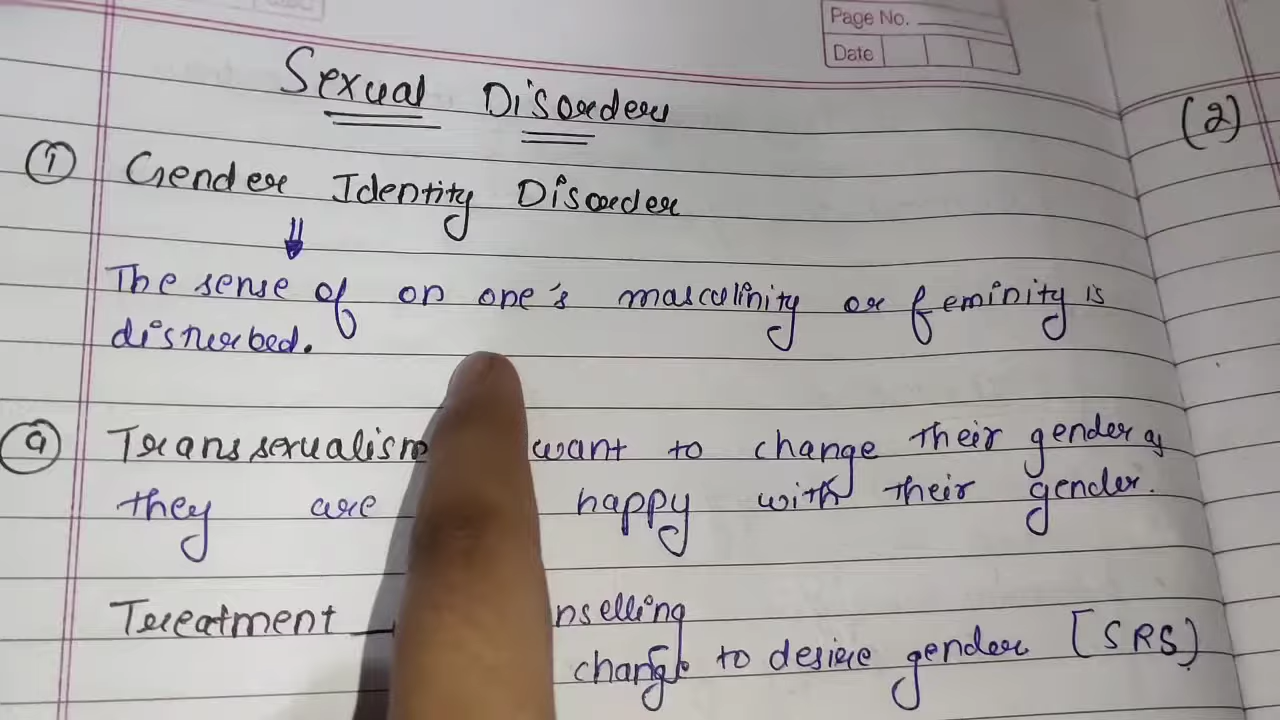 Page No.
Date
Sexual Disorders
(2)
① Gender Identity Disorder
The sense of on one's masculinity or feminity is
disturbed.
ⓐ Transsexualism want to change their gender as
they are happy with their gender.
Treatment
change to desire gender [SRS]